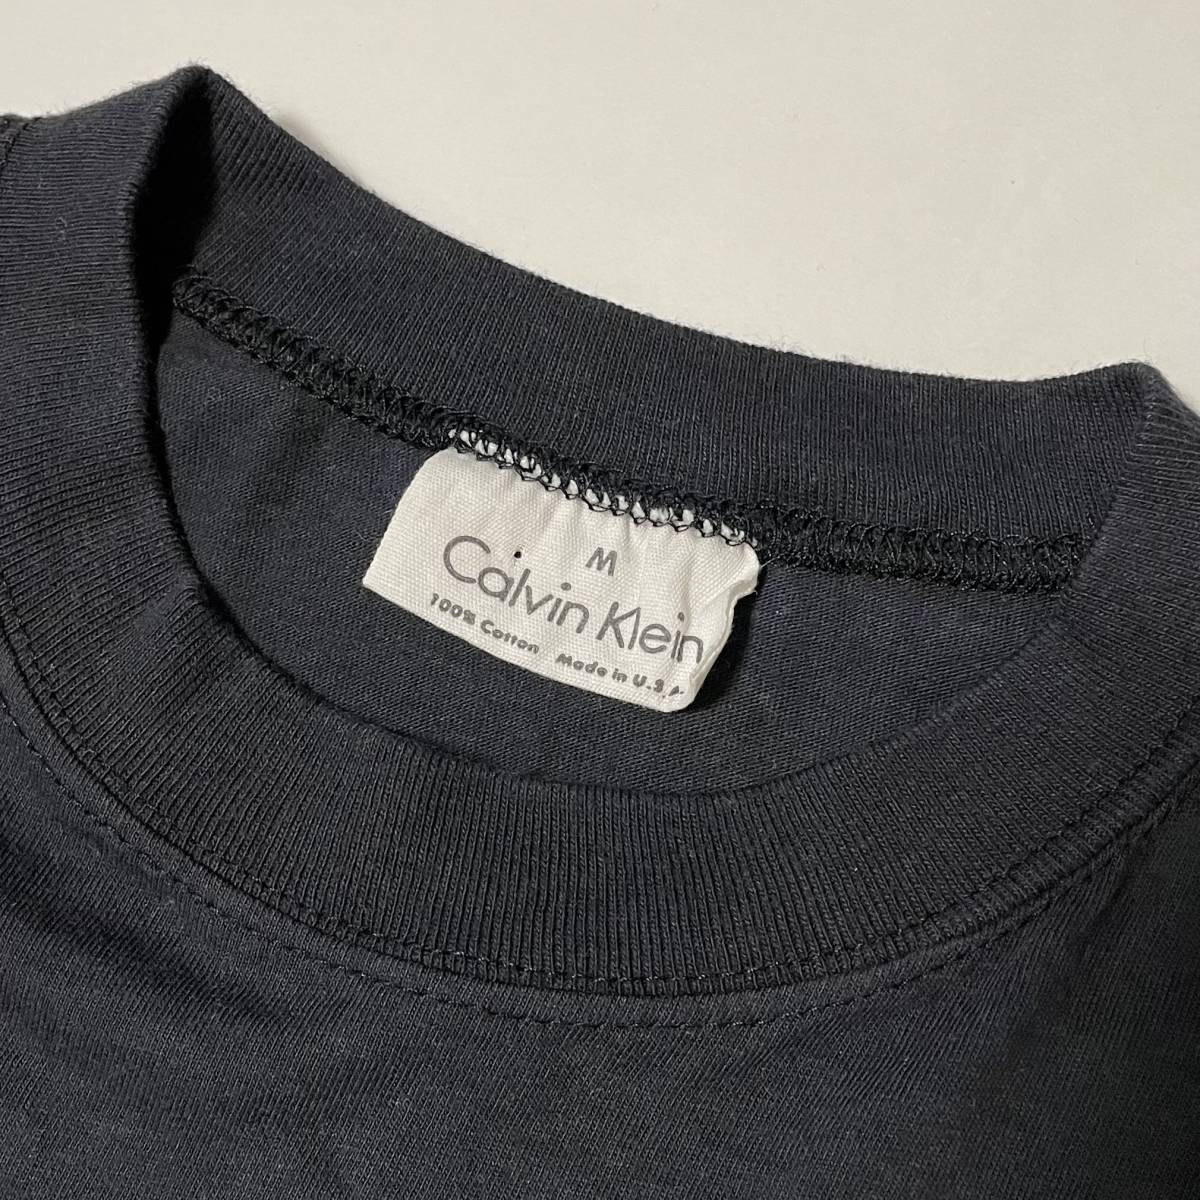 M
Calvin Klein
100% Cotton Made in U.S.A.